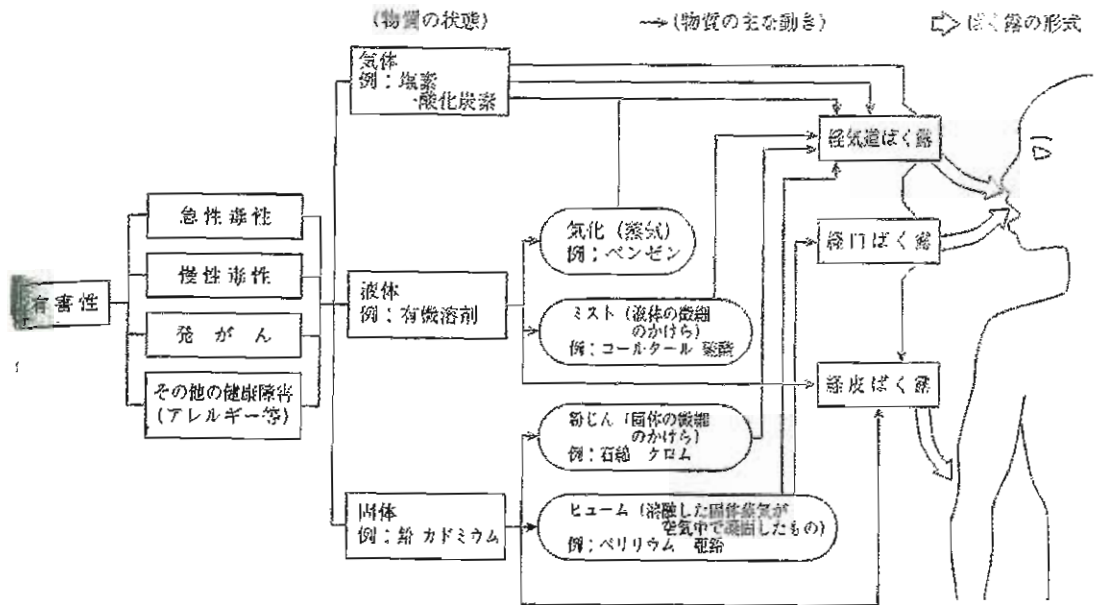 (物質の状態)
→(物質の主な動き)
⇨ばく露の形式
気体
例：塩素
一酸化炭素
経気道ばく露
急性毒性
気化（蒸気）
例：ベンゼン
経口ばく露
慢性毒性
有害性
液体
例：有機溶剤
ミスト（液体の微細
のかけら）
例：コールタール 硫酸
発がん
経皮ばく露
その他の健康障害
(アレルギー等)
粉じん（固体の微細
のかけら）
例：石綿 クロム
固体
例：鉛 カドミウム
ヒューム（溶融した固体蒸気が
空気中で凝固したもの）
例：ベリリウム 亜鉛